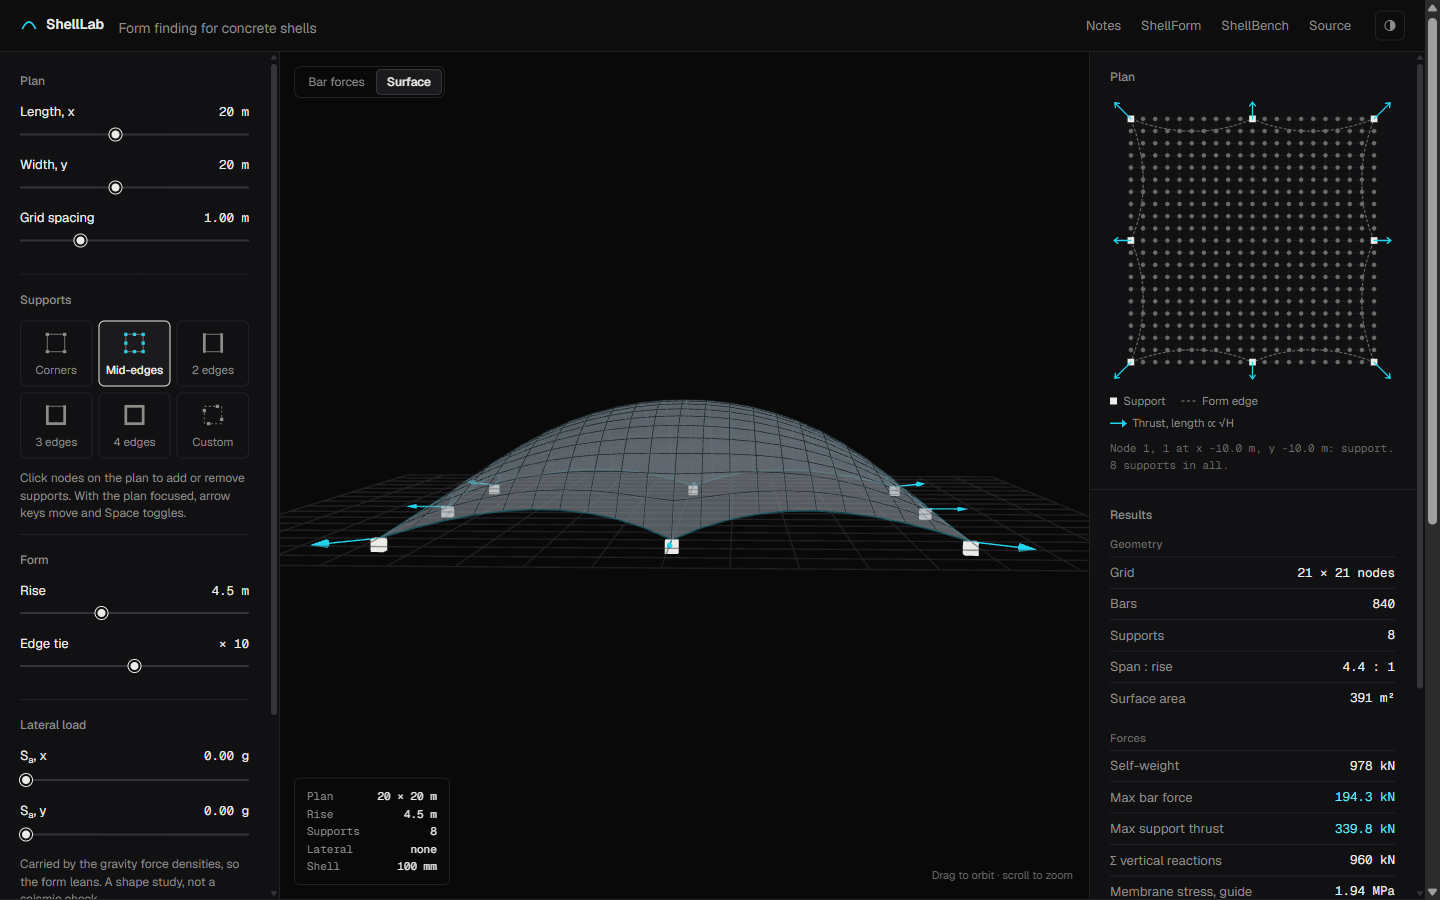 ShellLab Form finding for concrete shells Notes ShellForm ShellBench Source
Plan
Length, x 20 m
Width, y 20 m
Grid spacing 1.00 m
Supports
Corners Mid-edges 2 edges
3 edges 4 edges Custom
Click nodes on the plan to add or remove
supports. With the plan focused, arrow
keys move and Space toggles.
Form
Rise 4.5 m
Edge tie × 10
Lateral load
Sa, x 0.00 g
Sa, y 0.00 g
Carried by the gravity force densities, so
the form leans. A shape study, not a
seismic check.
Bar forces Surface
Plan 20 × 20 m
Rise 4.5 m
Supports 8
Lateral none
Shell 100 mm
Drag to orbit · scroll to zoom
Plan
Support Form edge
Thrust, length ∝ √H
Node 1, 1 at x -10.0 m, y -10.0 m: support.
8 supports in all.
Results
Geometry
Grid 21 × 21 nodes
Bars 840
Supports 8
Span : rise 4.4 : 1
Surface area 391 m²
Forces
Self-weight 978 kN
Max bar force 194.3 kN
Max support thrust 339.8 kN
Σ vertical reactions 960 kN
Membrane stress, guide 1.94 MPa